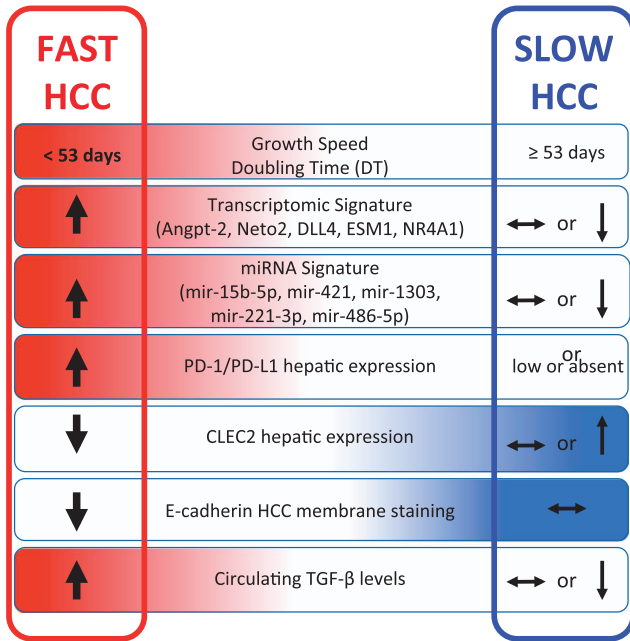 FAST
HCC
SLOW
HCC
< 53 days
Growth Speed
Doubling Time (DT)
≥ 53 days
Transcriptomic Signature
(Angpt-2, Neto2, DLL4, ESM1, NR4A1)
or
miRNA Signature
(mir-15b-5p, mir-421, mir-1303,
mir-221-3p, mir-486-5p)
or
PD-1/PD-L1 hepatic expression
or
low or absent
CLEC2 hepatic expression
or
E-cadherin HCC membrane staining
Circulating TGF-β levels
or